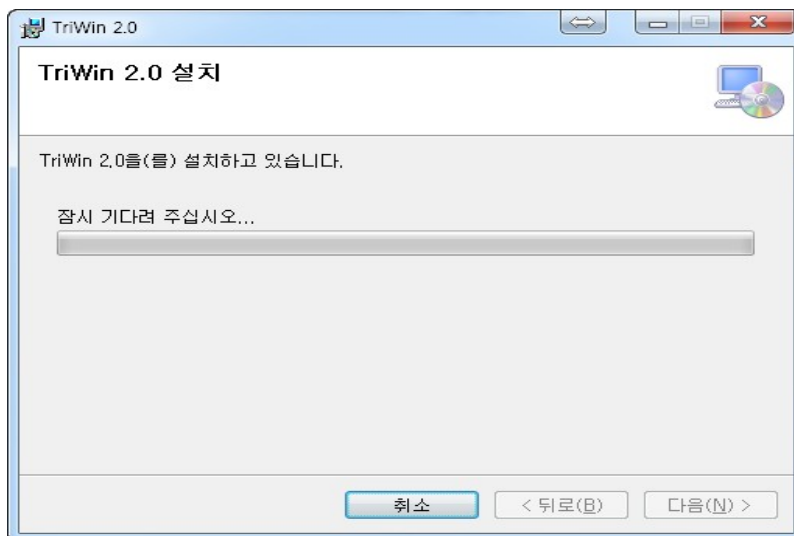 TriWin 2.0
TriWin 2.0 설치
TriWin 2.0을(를) 설치하고 있습니다.
잠시 기다려 주십시오...
취소
< 뒤로(B)
다음(N) >